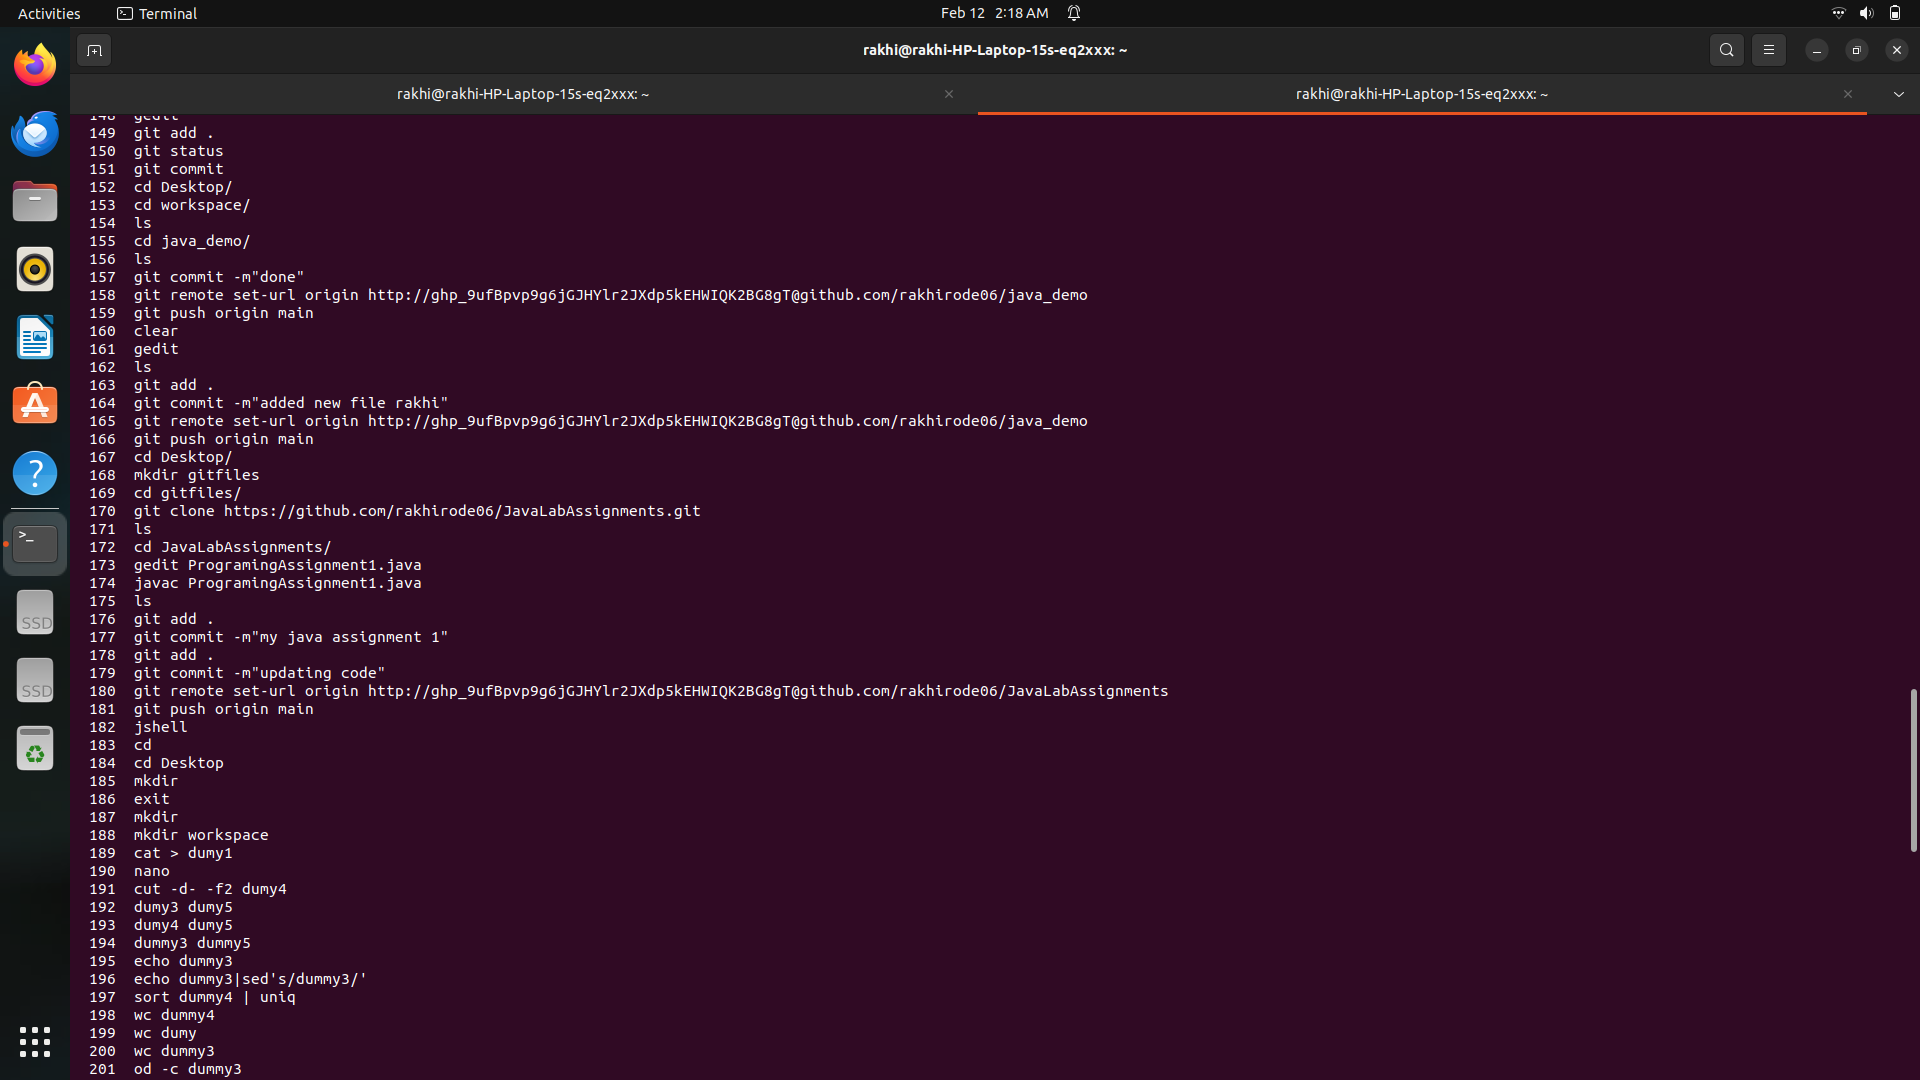 Activities
Terminal
Feb 12 2:18 AM
rakhi@rakhi-HP-Laptop-15s-eq2xxx: ~
rakhi@rakhi-HP-Laptop-15s-eq2xxx: ~
rakhi@rakhi-HP-Laptop-15s-eq2xxx: ~
149 git add .
150 git status
151 git commit
152 cd Desktop/
153 cd workspace/
154 ls
155 cd java_demo/
156 ls
157 git commit -m"done"
158 git remote set-url origin http://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@github.com/rakhirode06/java_demo
159 git push origin main
160 clear
161 gedit
162 ls
163 git add .
164 git commit -m"added new file rakhi"
165 git remote set-url origin http://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@github.com/rakhirode06/java_demo
166 git push origin main
167 cd Desktop/
168 mkdir gitfiles
169 cd gitfiles/
170 git clone https://github.com/rakhirode06/JavaLabAssignments.git
171 ls
172 cd JavaLabAssignments/
173 gedit ProgramingAssignment1.java
174 javac ProgramingAssignment1.java
175 ls
176 git add .
177 git commit -m"my java assignment 1"
178 git add .
179 git commit -m"updating code"
180 git remote set-url origin http://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@github.com/rakhirode06/JavaLabAssignments
181 git push origin main
182 jshell
183 cd
184 cd Desktop
185 mkdir
186 exit
187 mkdir
188 mkdir workspace
189 cat > dumy1
190 nano
191 cut -d- -f2 dumy4
192 dumy3 dumy5
193 dumy4 dumy5
194 dummy3 dummy5
195 echo dummy3
196 echo dummy3|sed's/dummy3/'
197 sort dummy4 | uniq
198 wc dummy4
199 wc dumy
200 wc dummy3
201 od -c dummy3
SSD
SSD